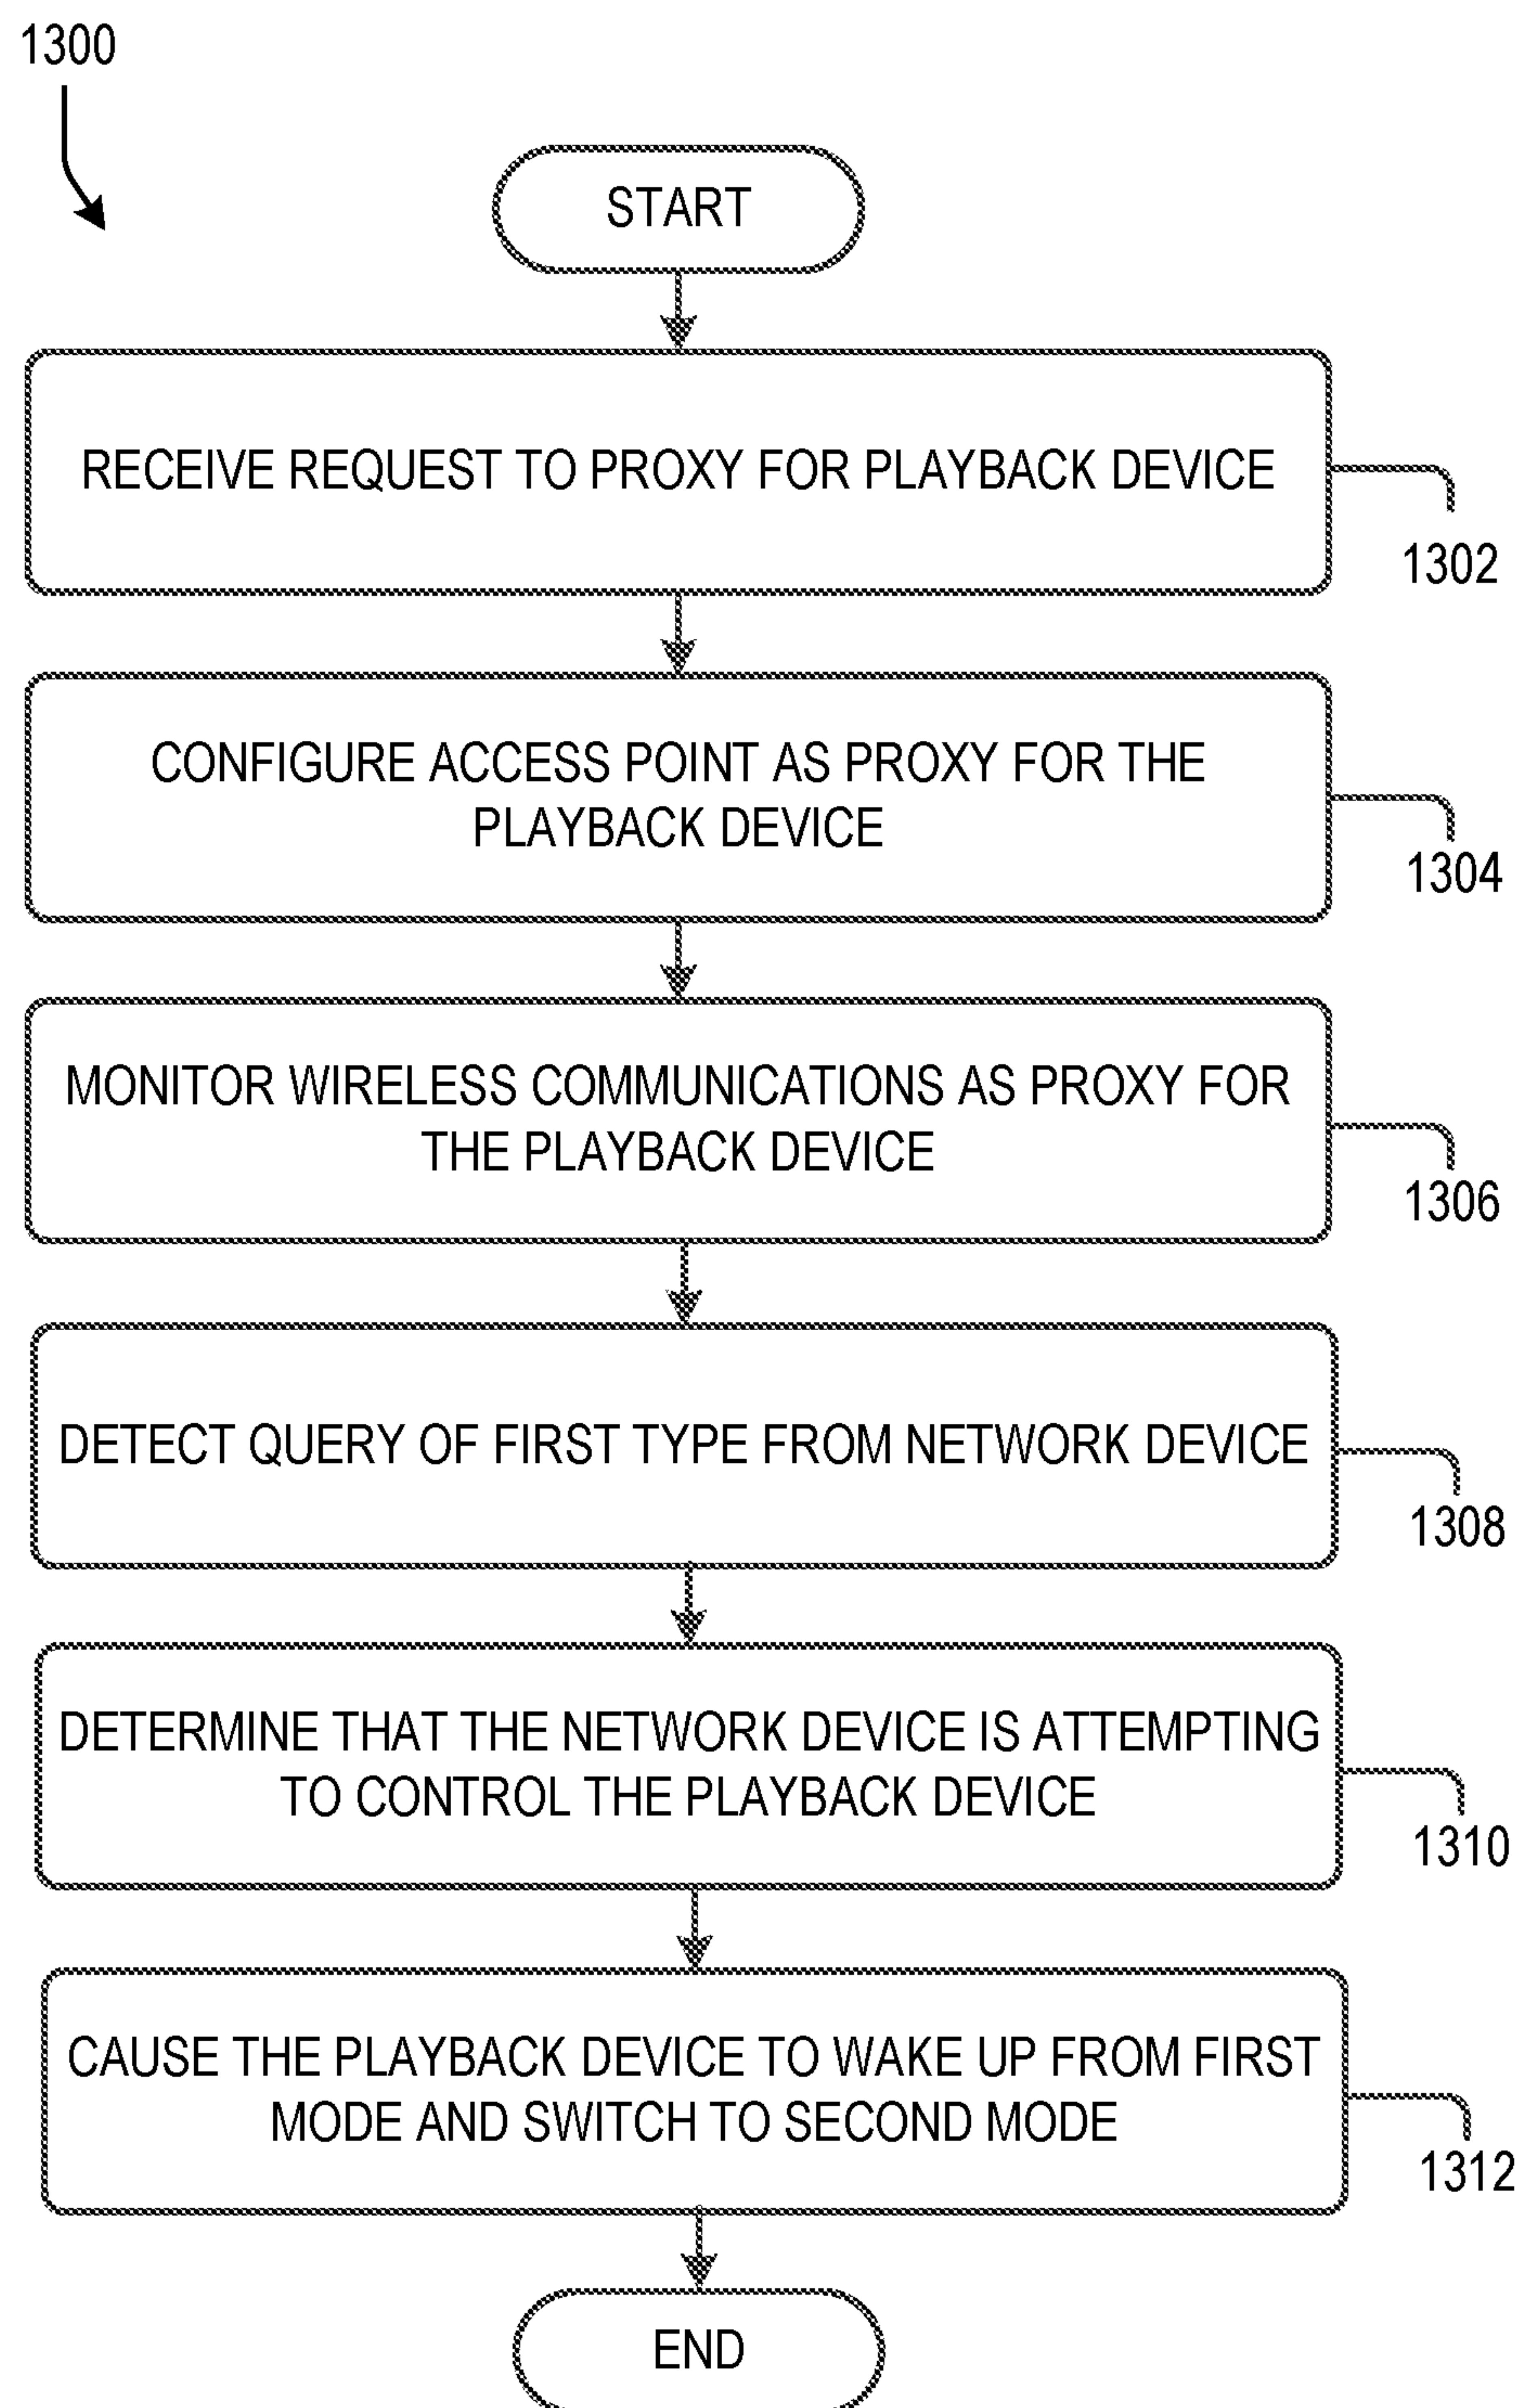 1300
START
RECEIVE REQUEST TO PROXY FOR PLAYBACK DEVICE
1302
CONFIGURE ACCESS POINT AS PROXY FOR THE
PLAYBACK DEVICE
1304
MONITOR WIRELESS COMMUNICATIONS AS PROXY FOR
THE PLAYBACK DEVICE
1306
DETECT QUERY OF FIRST TYPE FROM NETWORK DEVICE
1308
DETERMINE THAT THE NETWORK DEVICE IS ATTEMPTING
TO CONTROL THE PLAYBACK DEVICE
1310
CAUSE THE PLAYBACK DEVICE TO WAKE UP FROM FIRST
MODE AND SWITCH TO SECOND MODE
1312
END